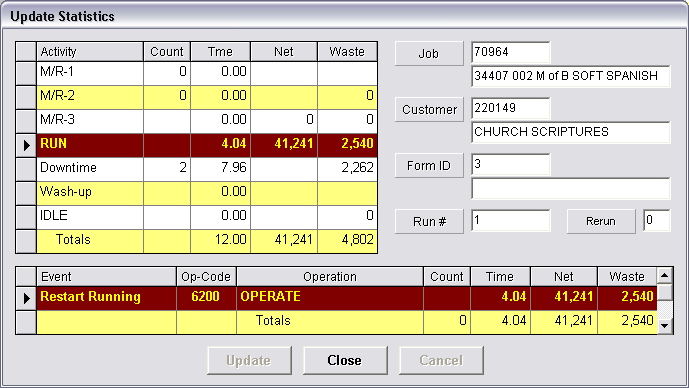 Update Statistics
Activity Count Tme Net Waste
M/R-1 0 0.00
M/R-2 0 0.00 0
M/R-3 0.00 0 0
RUN 4.04 41,241 2,540
Downtime 2 7.96 2,262
Wash-up 0.00
IDLE 0.00 0
Totals 12.00 41,241 4,802
Job 70964
34407 002 M of B SOFT SPANISH
Customer 220149
CHURCH SCRIPTURES
Form ID 3
Run # 1 Rerun 0
Event Op-Code Operation Count Time Net Waste
Restart Running 6200 OPERATE 4.04 41,241 2,540
Totals 0 4.04 41,241 2,540
Update Close Cancel